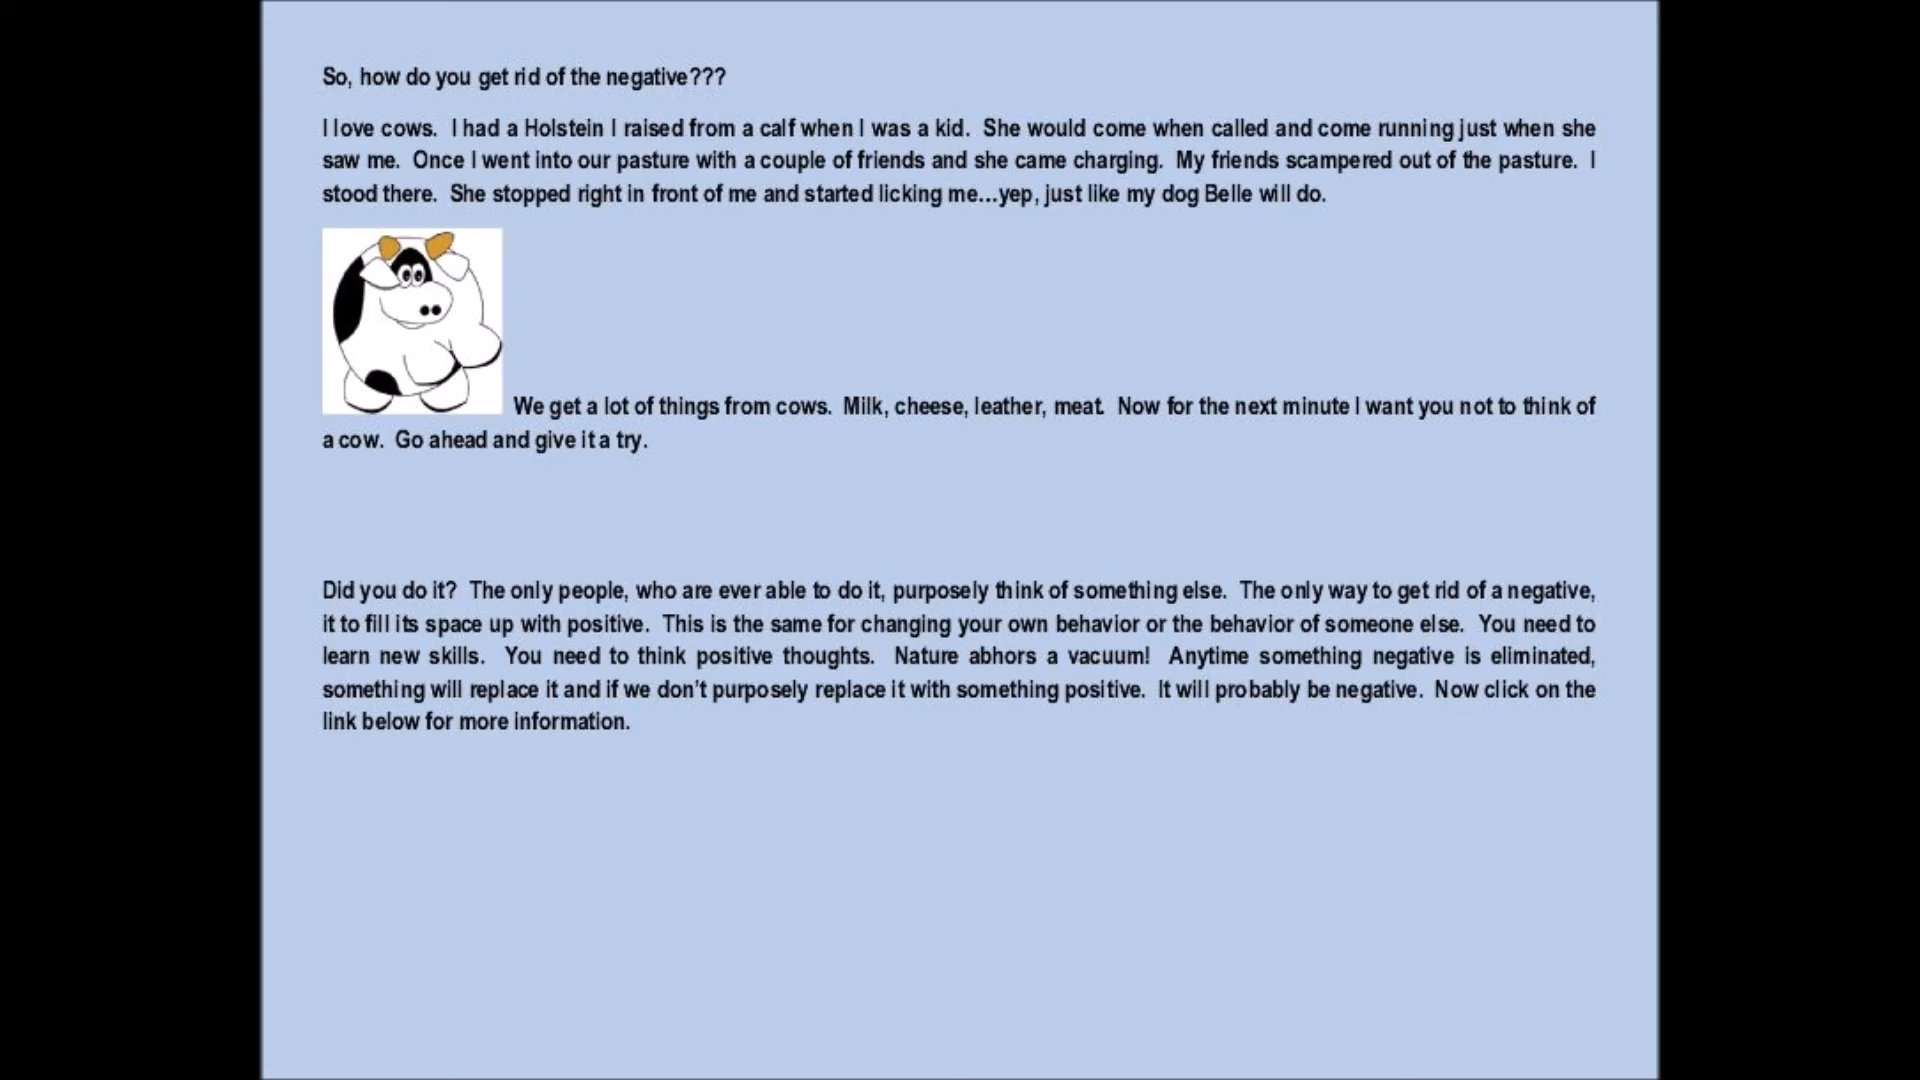 So, how do you get rid of the negative???
I love cows. I had a Holstein I raised from a calf when I was a kid. She would come when called and come running just when she
saw me. Once I went into our pasture with a couple of friends and she came charging. My friends scampered out of the pasture. I
stood there. She stopped right in front of me and started licking me...yep, just like my dog Belle will do.
We get a lot of things from cows. Milk, cheese, leather, meat. Now for the next minute I want you not to think of
a cow. Go ahead and give it a try.
Did you do it? The only people, who are ever able to do it, purposely think of something else. The only way to get rid of a negative,
it to fill its space up with positive. This is the same for changing your own behavior or the behavior of someone else. You need to
learn new skills. You need to think positive thoughts. Nature abhors a vacuum! Anytime something negative is eliminated,
something will replace it and if we don't purposely replace it with something positive. It will probably be negative. Now click on the
link below for more information.